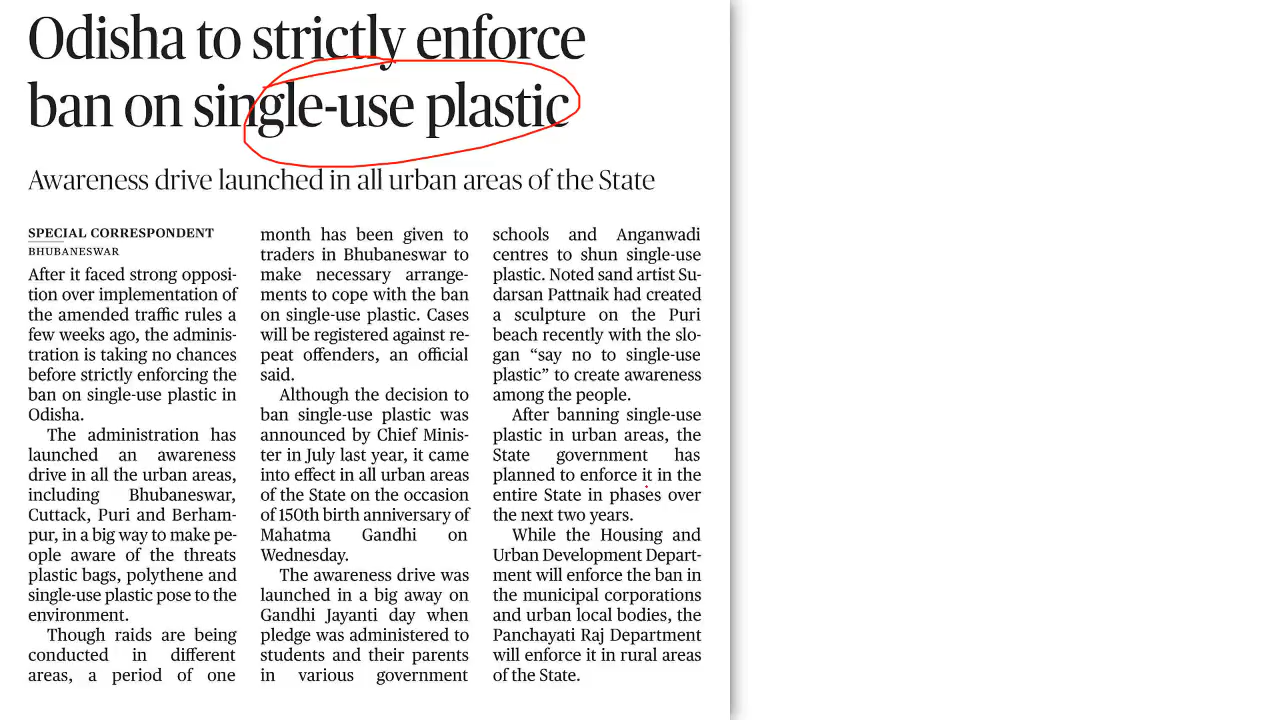 Odisha to strictly enforce
ban on single-use plastic
Awareness drive launched in all urban areas of the State
SPECIAL CORRESPONDENT
BHUBANESWAR
After it faced strong opposi-
tion over implementation of
the amended traffic rules a
few weeks ago, the adminis-
tration is taking no chances
before strictly enforcing the
ban on single-use plastic in
Odisha.
The administration has
launched an awareness
drive in all the urban areas,
including Bhubaneswar,
Cuttack, Puri and Berham-
pur, in a big way to make pe-
ople aware of the threats
plastic bags, polythene and
single-use plastic pose to the
environment.
Though raids are being
conducted in different
areas, a period of one
month has been given to
traders in Bhubaneswar to
make necessary arrange-
ments to cope with the ban
on single-use plastic. Cases
will be registered against re-
peat offenders, an official
said.
Although the decision to
ban single-use plastic was
announced by Chief Minis-
ter in July last year, it came
into effect in all urban areas
of the State on the occasion
of 150th birth anniversary of
Mahatma Gandhi on
Wednesday.
The awareness drive was
launched in a big away on
Gandhi Jayanti day when
pledge was administered to
students and their parents
in various government
schools and Anganwadi
centres to shun single-use
plastic. Noted sand artist Su-
darsan Pattnaik had created
a sculpture on the Puri
beach recently with the slo-
gan “say no to single-use
plastic” to create awareness
among the people.
After banning single-use
plastic in urban areas, the
State government has
planned to enforce it in the
entire State in phases over
the next two years.
While the Housing and
Urban Development Depart-
ment will enforce the ban in
the municipal corporations
and urban local bodies, the
Panchayati Raj Department
will enforce it in rural areas
of the State.